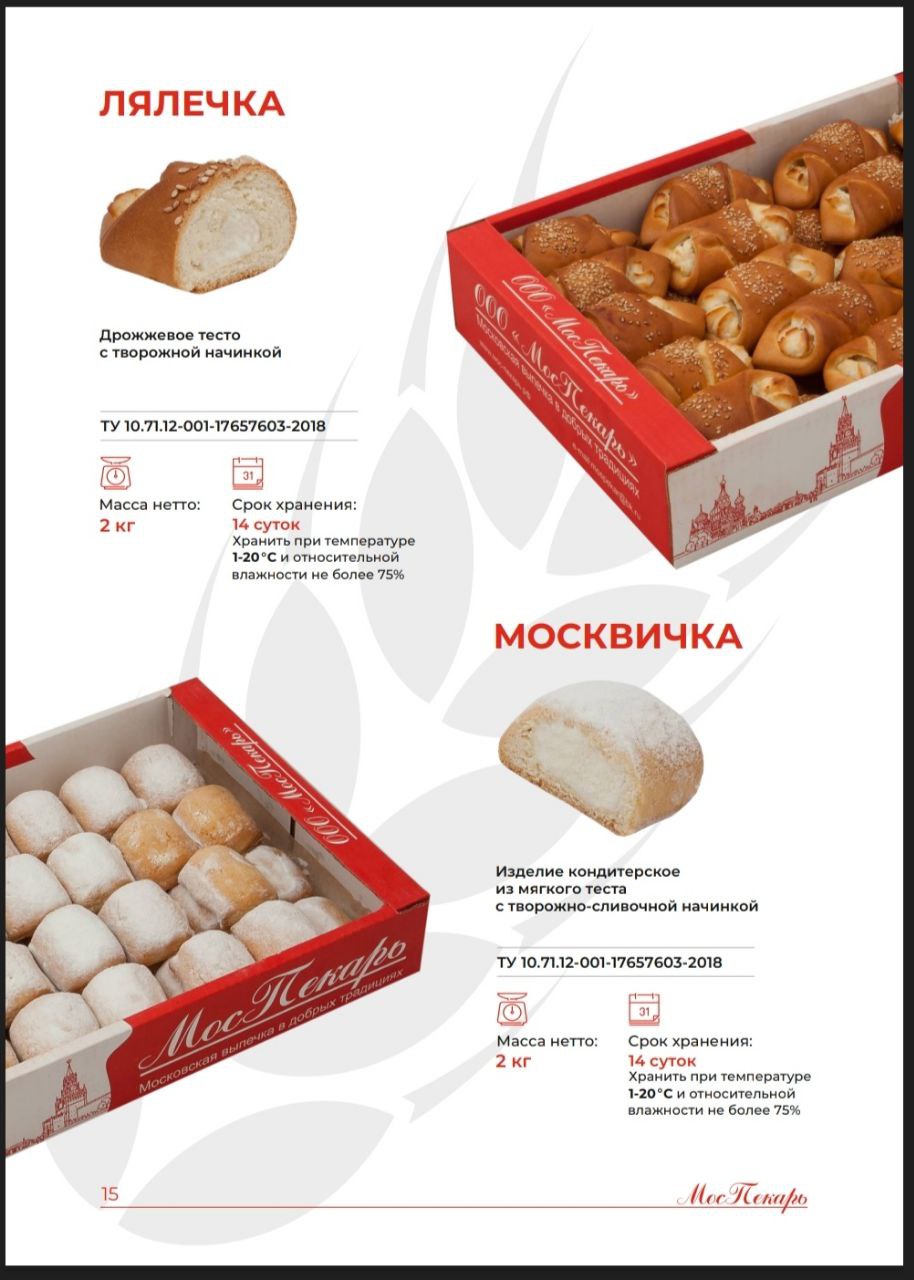 ЛЯЛЕЧКА
Дрожжевое тесто
с творожной начинкой
ТУ 10.71.12-001-17657603-2018
31
Масса нетто:
2 кг
Срок хранения:
14 суток
Хранить при температуре
1-20°С и относительной
влажности не более 75%
ООО «МосПекарь»
ООО «МосПекарь»
Московская выпечка в добрых традициях
МОСКВИЧКА
Изделие кондитерское
из мягкого теста
с творожно-сливочной начинкой
ТУ 10.71.12-001-17657603-2018
31
Масса нетто:
2 кг
Срок хранения:
14 суток
Хранить при температуре
1-20°С и относительной
влажности не более 75%
ООО «МосПекарь»
МосПекарь
Московская выпечка в добрых традициях
15
МосПекарь